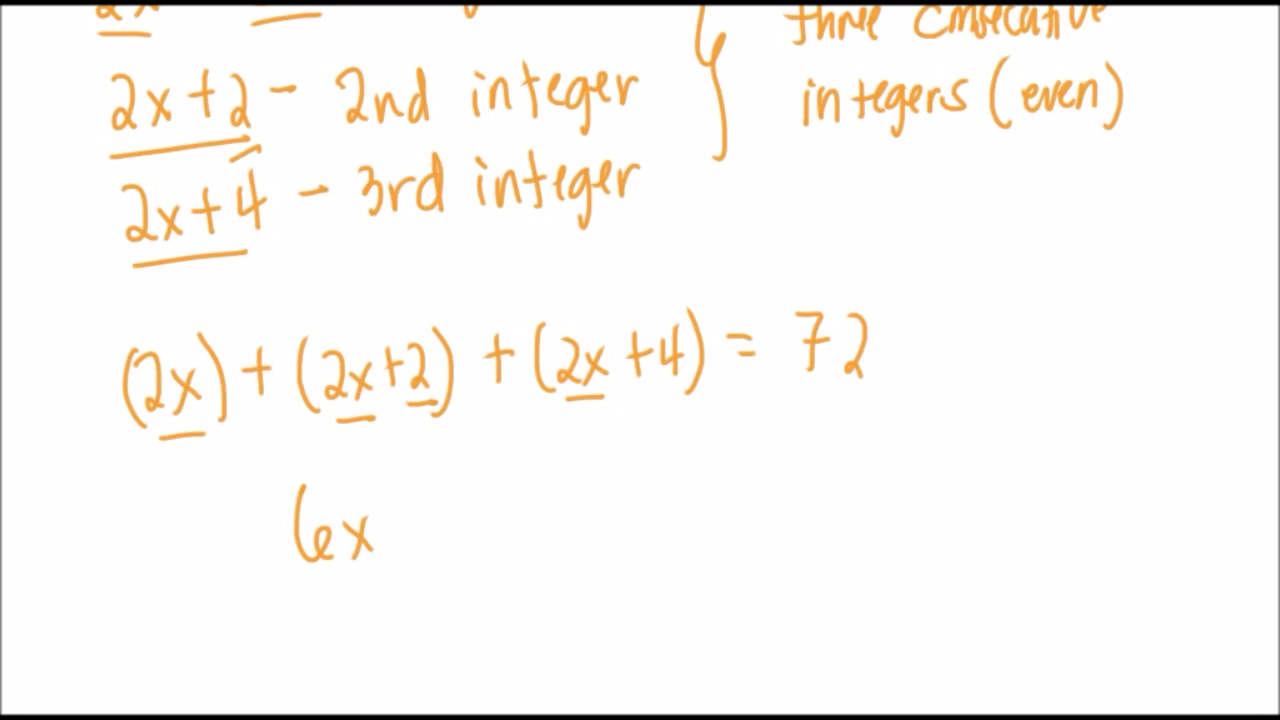 2x
2x+2 - 2nd integer
2x+4 - 3rd integer
three consecutive
integers (even)
(2x) + (2x+2) + (2x+4) = 72
6x